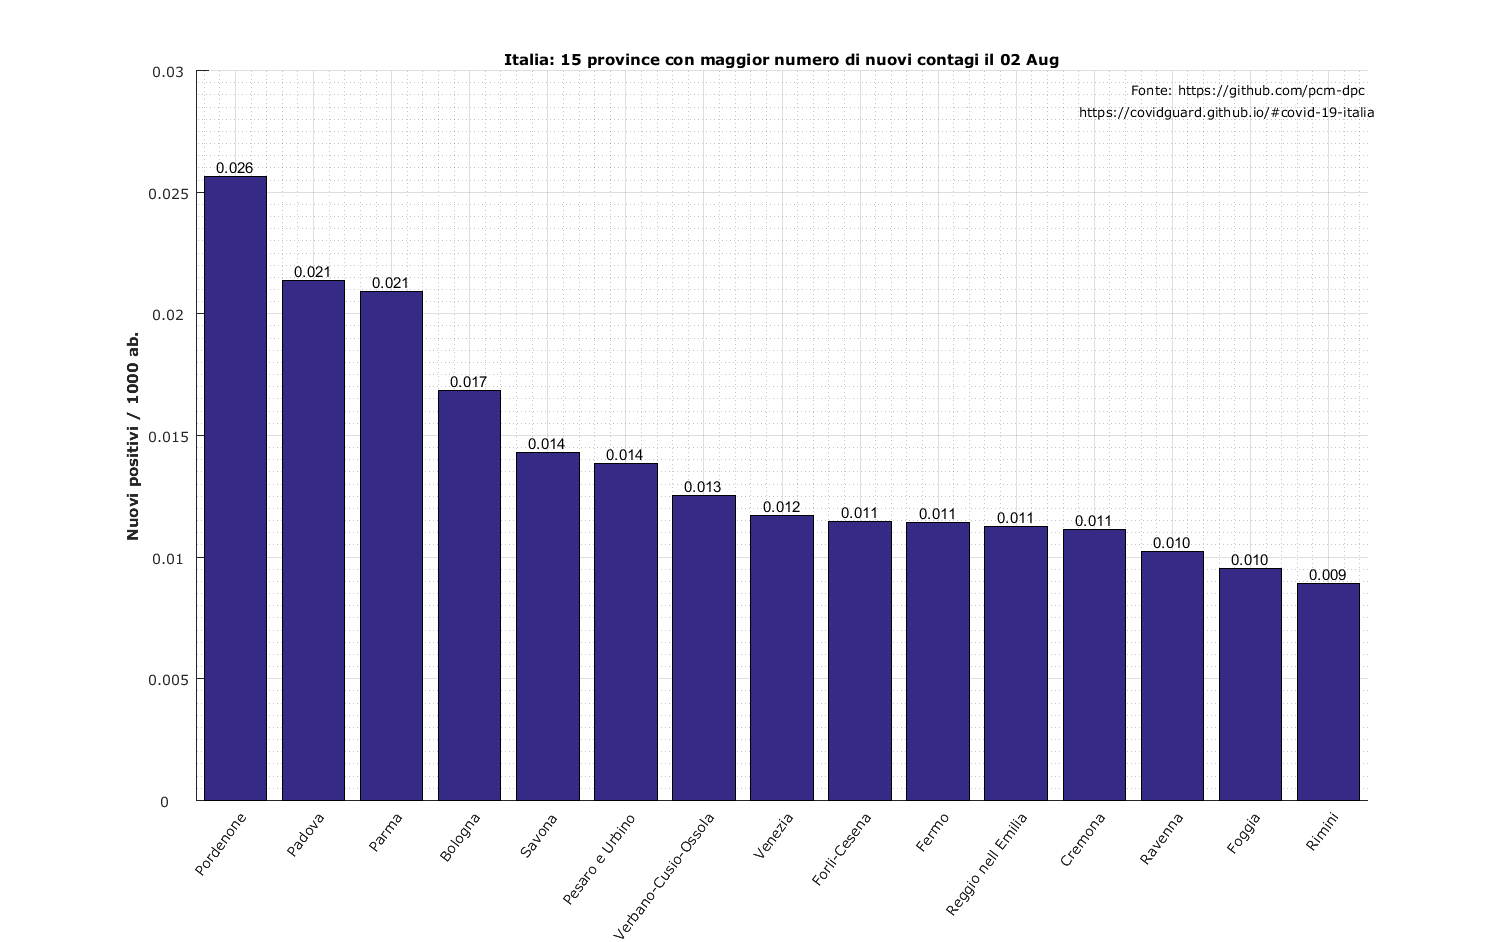 Italia: 15 province con maggior numero di nuovi contagi il 02 Aug
Fonte: https://github.com/pcm-dpc
https://covidguard.github.io/#covid-19-italia
Nuovi positivi / 1000 ab.
0.03
0.025
0.02
0.015
0.01
0.005
0
0.026
0.021
0.021
0.017
0.014
0.014
0.013
0.012
0.011
0.011
0.011
0.011
0.010
0.010
0.009
Pordenone
Padova
Parma
Bologna
Savona
Pesaro e Urbino
Verbano-Cusio-Ossola
Venezia
Forlì-Cesena
Fermo
Reggio nell Emilia
Cremona
Ravenna
Foggia
Rimini